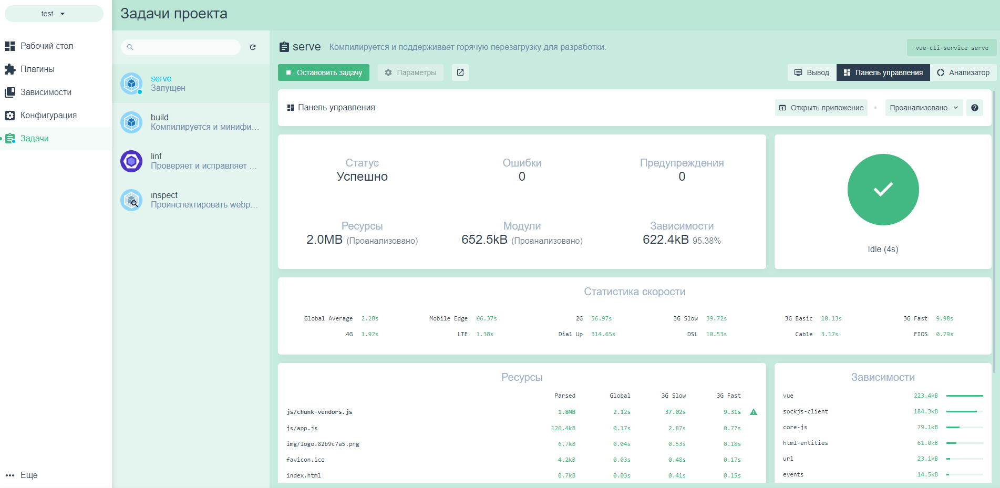 test
Рабочий стол
Плагины
Зависимости
Конфигурация
Задачи
Еще
Задачи проекта
serve
Запущен
build
Компилируется и минифи...
lint
Проверяет и исправляет ...
inspect
Проинспектировать webp...
serve Компилируется и поддерживает горячую перезагрузку для разработки.
vue-cli-service serve
Остановить задачу Параметры
Вывод Панель управления Анализатор
Панель управления
Открыть приложение Проанализовано
Статус Ошибки Предупреждения
Успешно 0 0
Ресурсы Модули Зависимости
2.0MB (Проанализовано) 652.5kB (Проанализовано) 622.4kB 95.38%
Idle (4s)
Статистика скорости
Global Average 2.28s Mobile Edge 66.37s 2G 56.97s 3G Slow 39.72s 3G Basic 10.13s 3G Fast 9.98s
4G 1.92s LTE 1.38s Dial Up 314.65s DSL 10.53s Cable 3.17s FIOS 0.79s
Ресурсы
Parsed Global 3G Slow 3G Fast
js/chunk-vendors.js 1.8MB 2.12s 37.02s 9.31s
js/app.js 126.4kB 0.17s 2.87s 0.77s
img/logo.82b9c7a5.png 6.7kB 0.04s 0.53s 0.18s
favicon.ico 4.2kB 0.03s 0.48s 0.17s
index.html 0.7kB 0.03s 0.41s 0.15s
Зависимости
vue 223.4kB
sockjs-client 184.3kB
core-js 79.1kB
html-entities 61.0kB
url 23.1kB
events 14.5kB